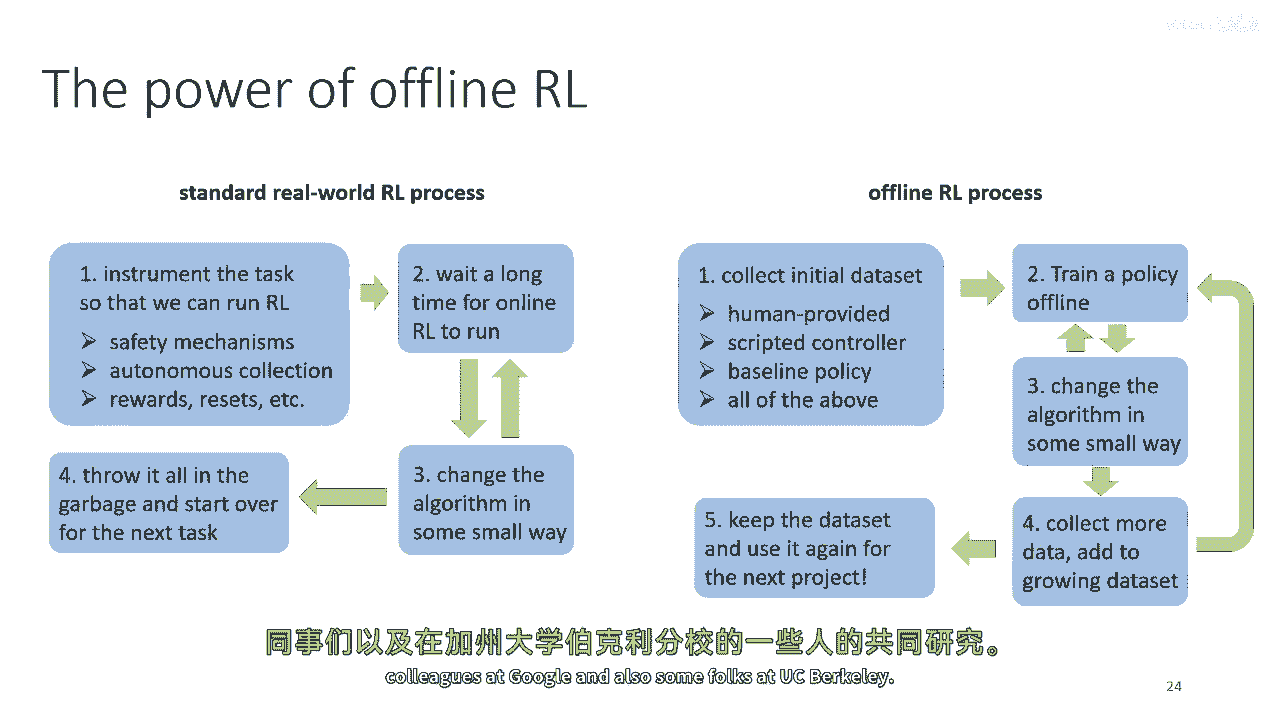 The power of offline RL
standard real-world RL process
1. instrument the task
so that we can run RL
➢ safety mechanisms
➢ autonomous collection
➢ rewards, resets, etc.
2. wait a long
time for online
RL to run
3. change the
algorithm in
some small way
4. throw it all in the
garbage and start over
for the next task
offline RL process
1. collect initial dataset
➢ human-provided
➢ scripted controller
➢ baseline policy
➢ all of the above
2. Train a policy
offline
3. change the
algorithm in
some small way
4. collect more
data, add to
growing dataset
5. keep the dataset
and use it again for
the next project!
同事们以及在加州大学伯克利分校的一些人的共同研究。
colleagues at Google and also some folks at UC Berkeley.
24